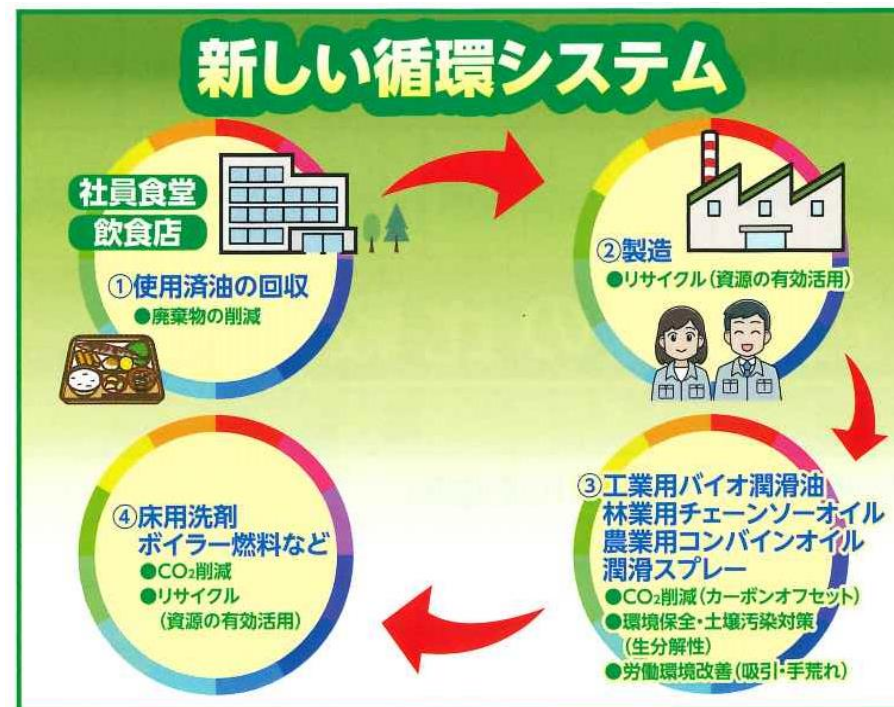 新しい循環システム
社員食堂
飲食店
①使用済油の回収
●廃棄物の削減
②製造
●リサイクル(資源の有効活用)
③工業用バイオ潤滑油
林業用チェーンソーオイル
農業用コンバインオイル
潤滑スプレー
●CO₂削減(カーボンオフセット)
●環境保全・土壌汚染対策
(生分解性)
●労働環境改善(吸引・手荒れ)
④床用洗剤
ボイラー燃料など
●CO₂削減
●リサイクル
(資源の有効活用)